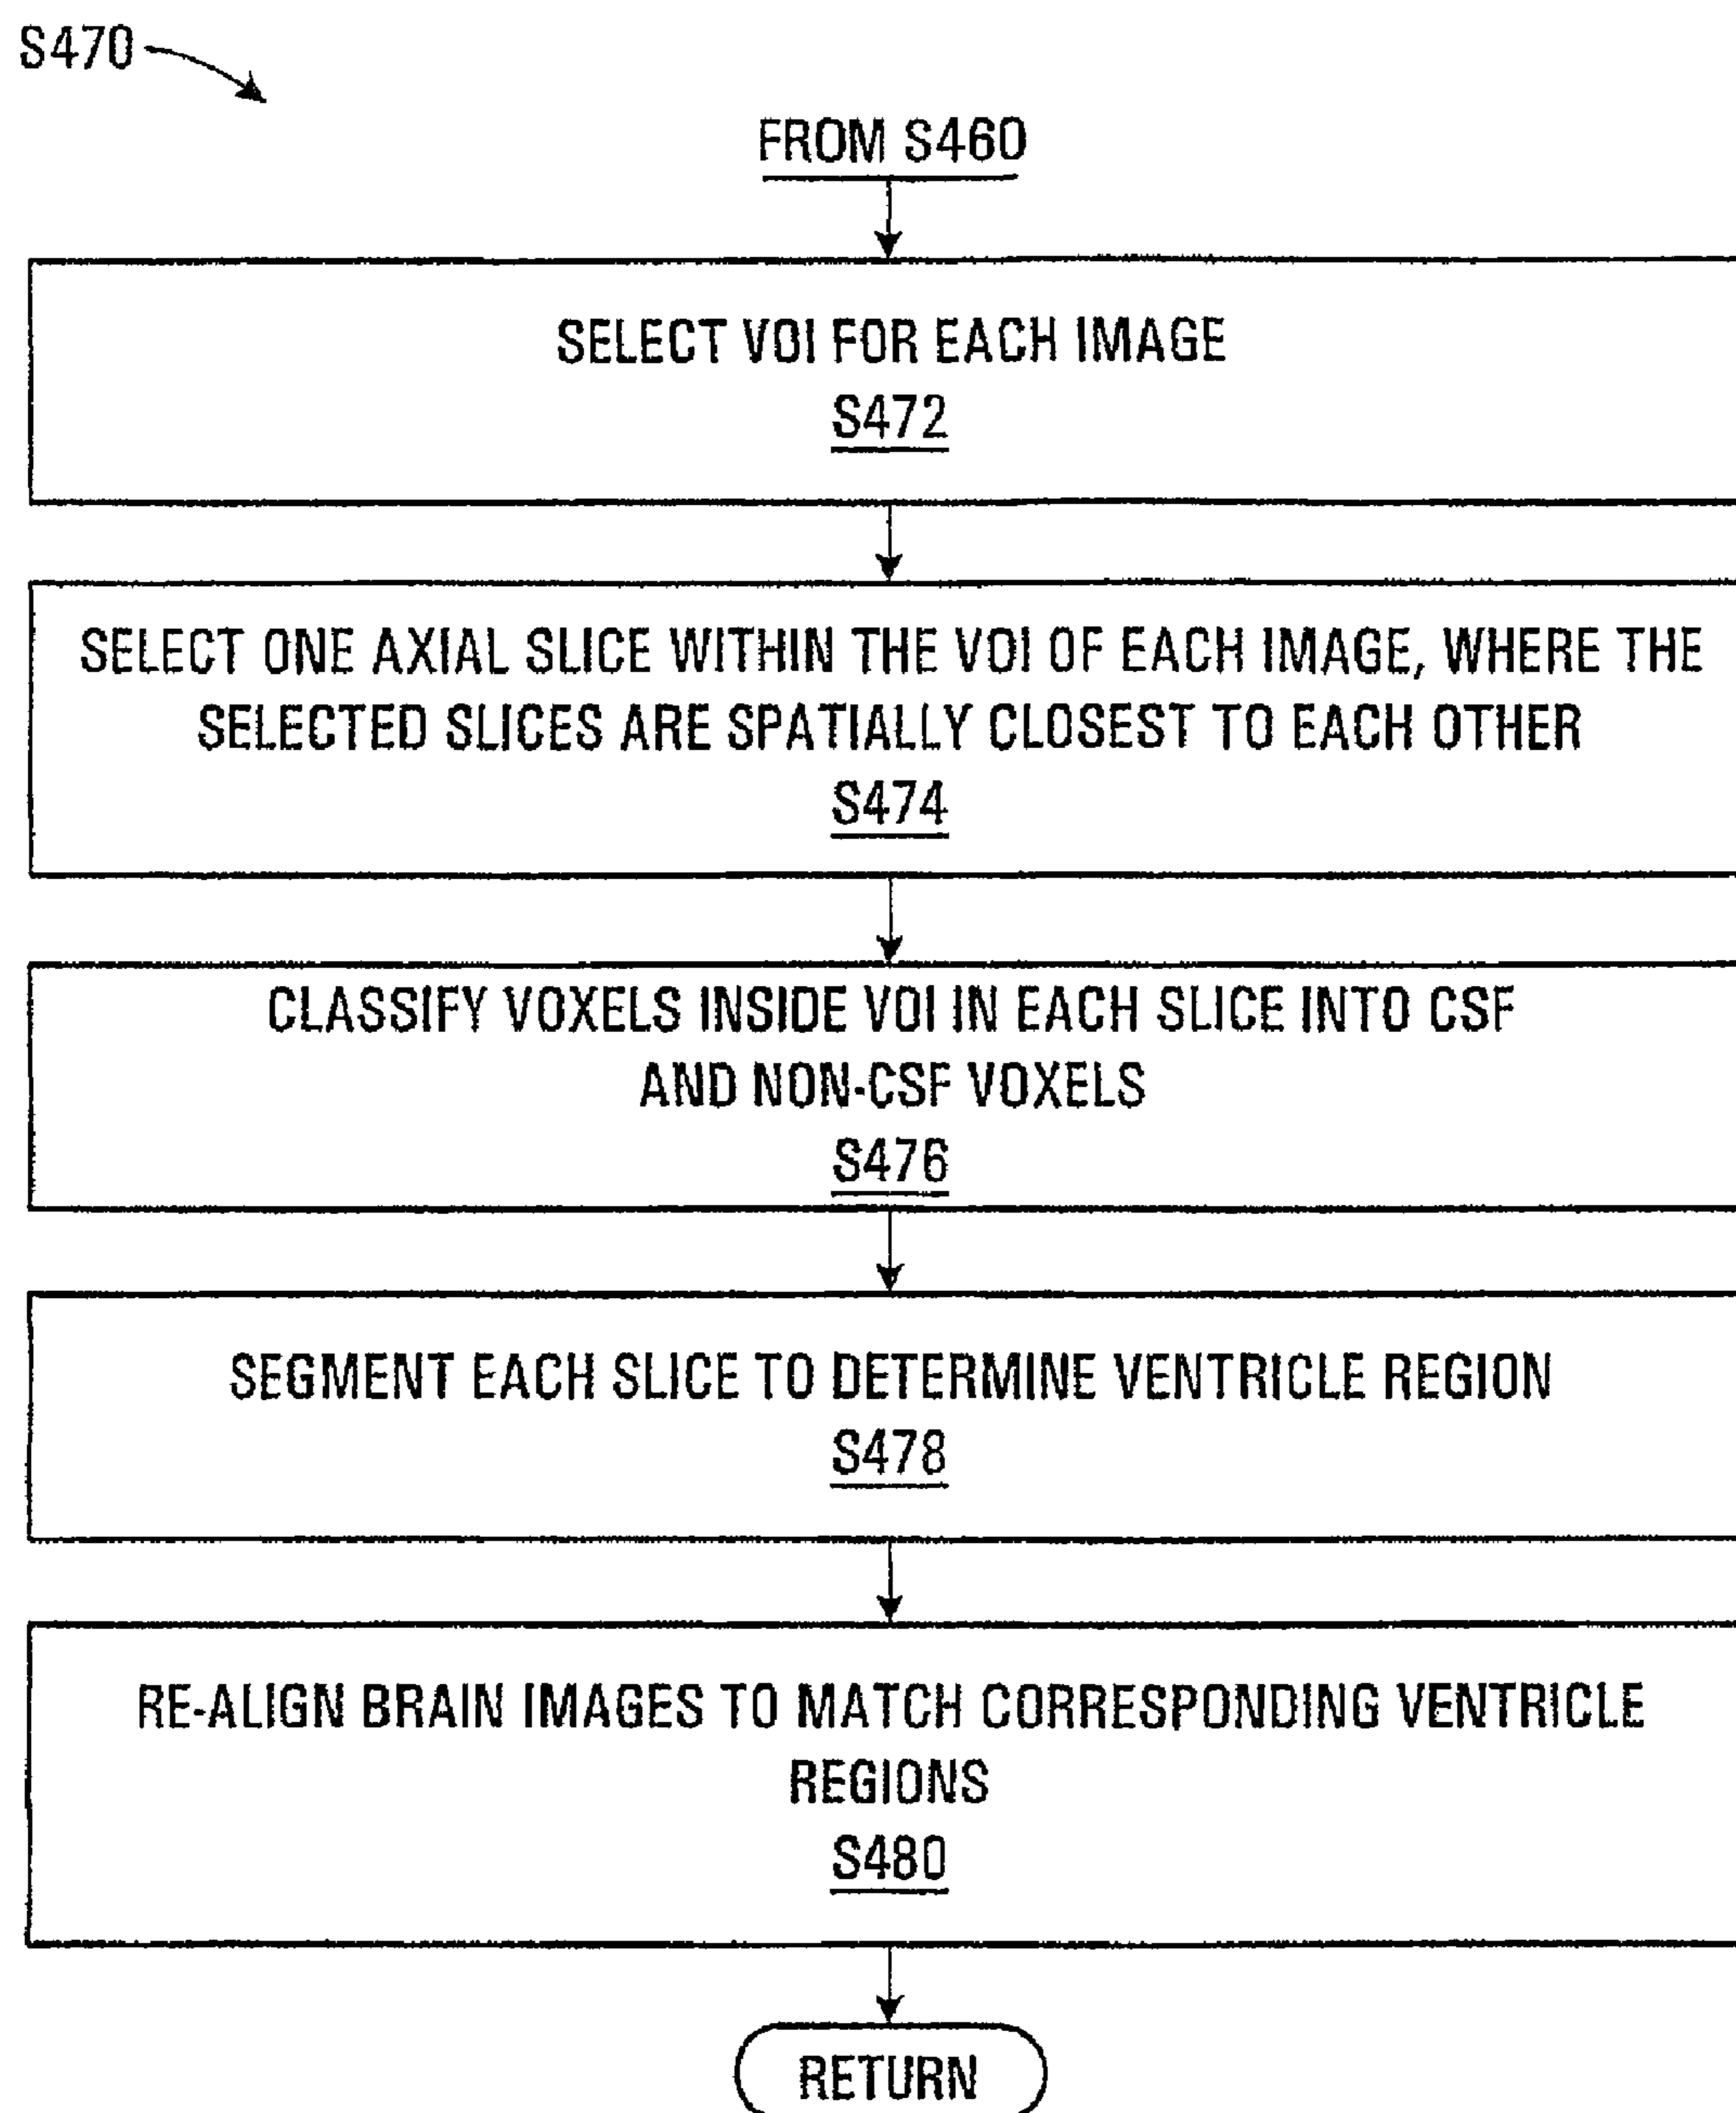 S470
FROM S460
SELECT VOI FOR EACH IMAGE
S472
SELECT ONE AXIAL SLICE WITHIN THE VOI OF EACH IMAGE, WHERE THE
SELECTED SLICES ARE SPATIALLY CLOSEST TO EACH OTHER
S474
CLASSIFY VOXELS INSIDE VOI IN EACH SLICE INTO CSF
AND NON-CSF VOXELS
S476
SEGMENT EACH SLICE TO DETERMINE VENTRICLE REGION
S478
RE-ALIGN BRAIN IMAGES TO MATCH CORRESPONDING VENTRICLE
REGIONS
S480
RETURN